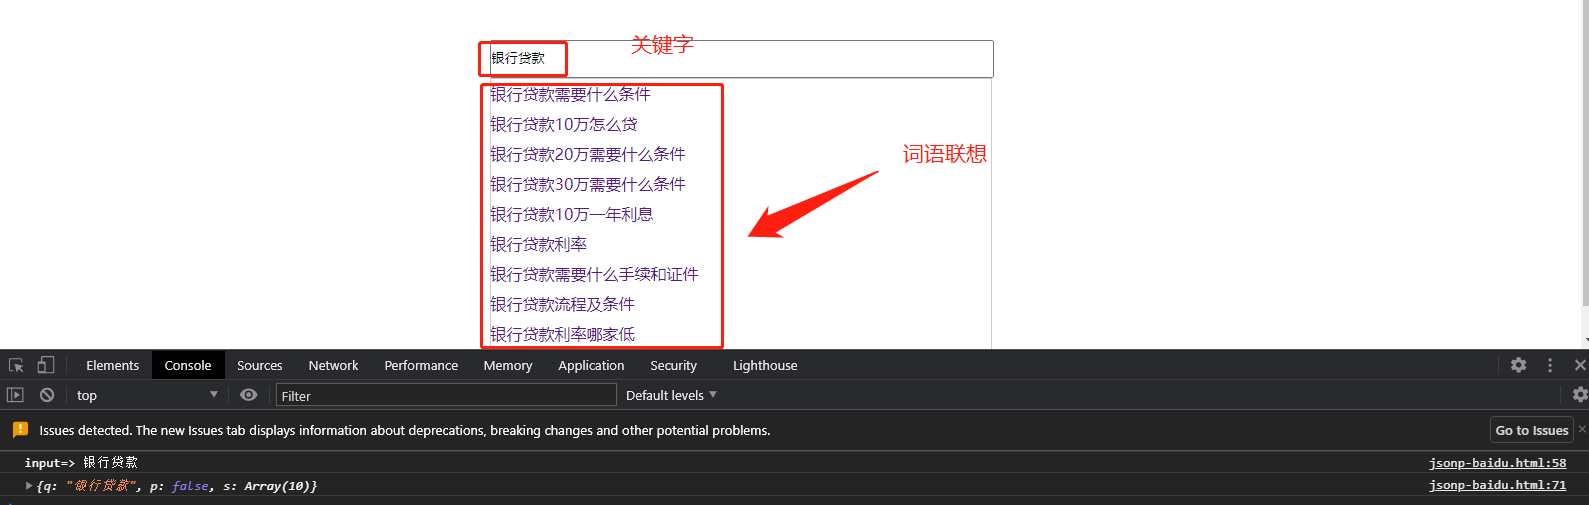 关键字
银行贷款
银行贷款需要什么条件
银行贷款10万怎么贷
词语联想
银行贷款20万需要什么条件
银行贷款30万需要什么条件
银行贷款10万一年利息
银行贷款利率
银行贷款需要什么手续和证件
银行贷款流程及条件
银行贷款利率哪家低
Elements Console Sources Network Performance Memory Application Security Lighthouse
top Filter Default levels
Issues detected. The new Issues tab displays information about deprecations, breaking changes and other potential problems. Go to Issues
input=> 银行贷款 jsonp-baidu.html:58
{q: "银行贷款", p: false, s: Array(10)} jsonp-baidu.html:71